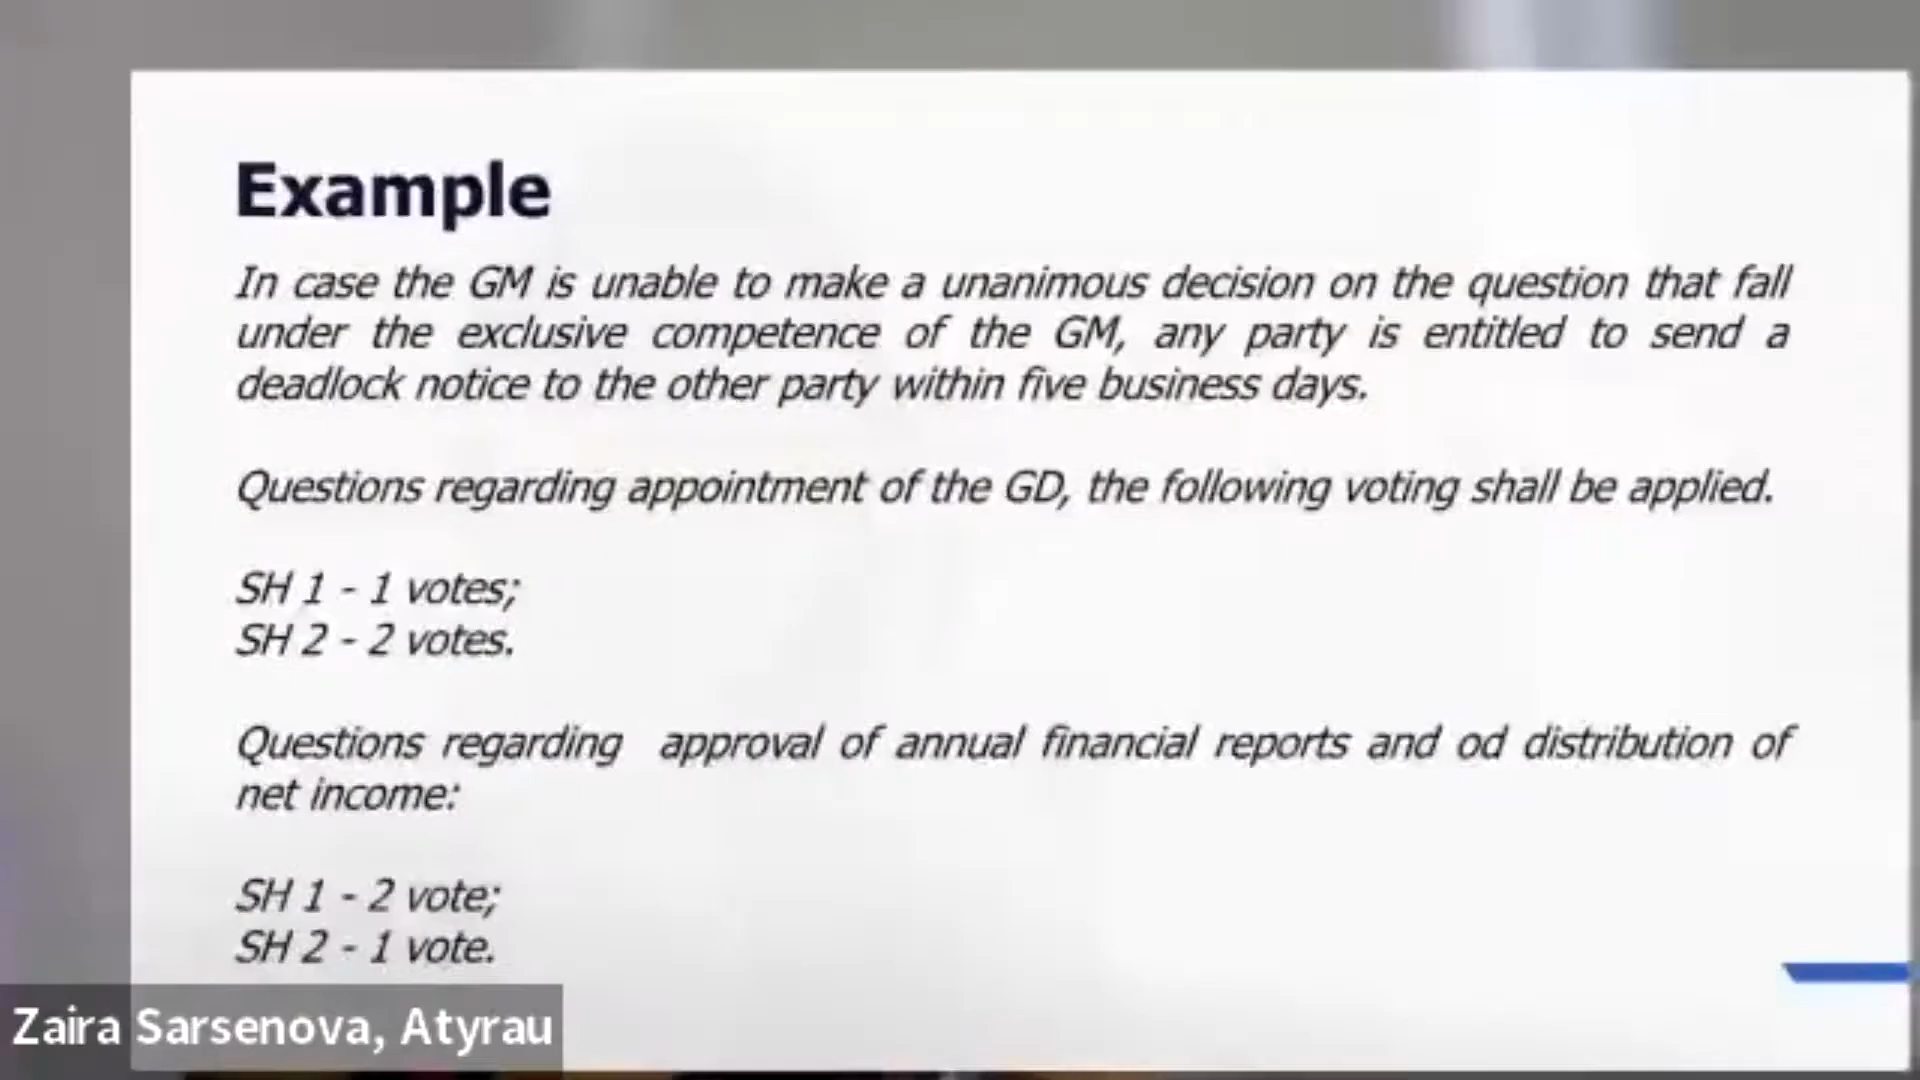 Example
In case the GM is unable to make a unanimous decision on the question that fall
under the exclusive competence of the GM, any party is entitled to send a
deadlock notice to the other party within five business days.
Questions regarding appointment of the GD, the following voting shall be applied.
SH 1 - 1 votes;
SH 2 - 2 votes.
Questions regarding approval of annual financial reports and od distribution of
net income:
SH 1 - 2 vote;
SH 2 - 1 vote.
Zaira Sarsenova, Atyrau